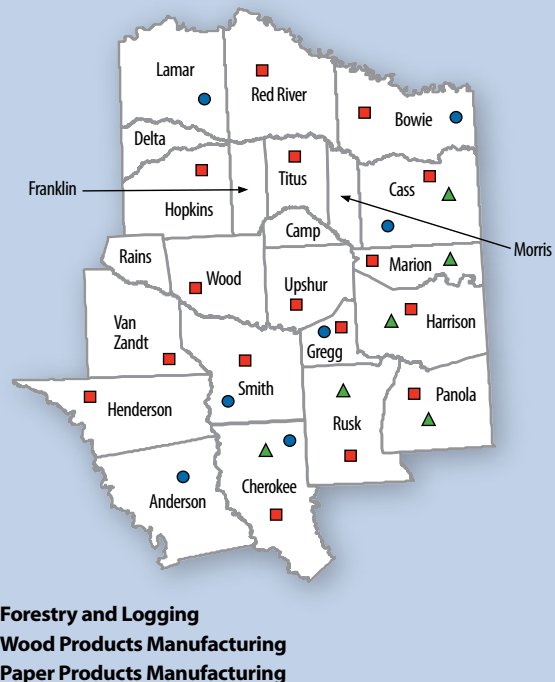 Lamar
Red River
Bowie
Delta
Titus
Cass
Franklin
Hopkins
Camp
Morris
Rains
Marion
Wood
Upshur
Van
Zandt
Harrison
Gregg
Smith
Henderson
Panola
Rusk
Cherokee
Anderson
Forestry and Logging
Wood Products Manufacturing
Paper Products Manufacturing